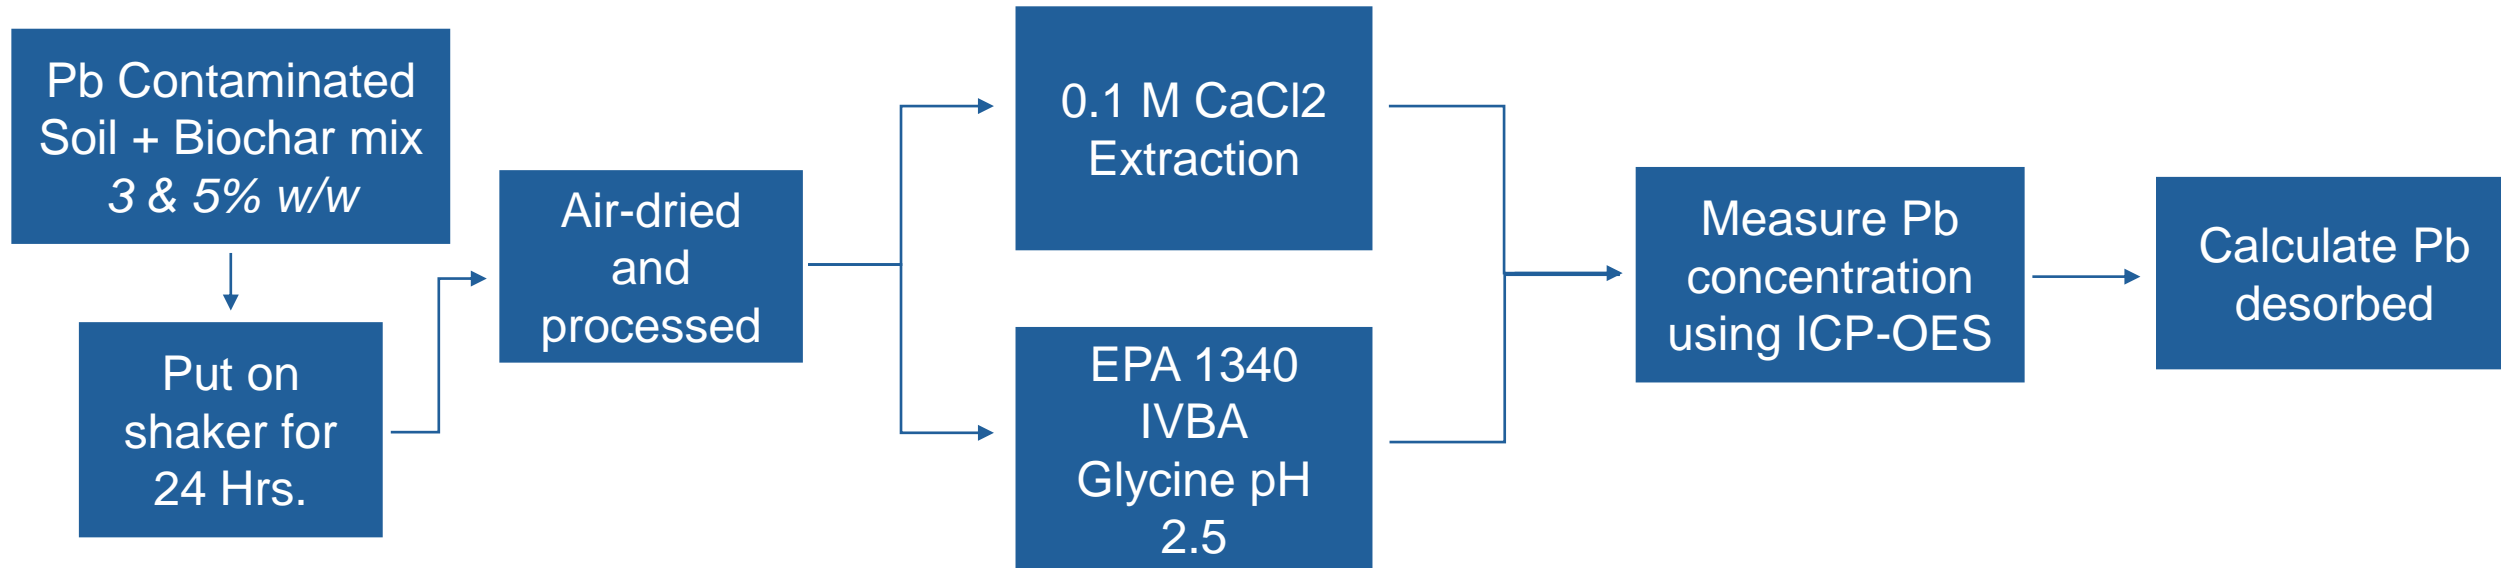 Pb Contaminated
Soil + Biochar mix
3 & 5% w/w
Put on
shaker for
24 Hrs.
Air-dried
and
processed
0.1 M CaCl2
Extraction
EPA 1340
IVBA
Glycine pH
2.5
Measure Pb
concentration
using ICP-OES
Calculate Pb
desorbed